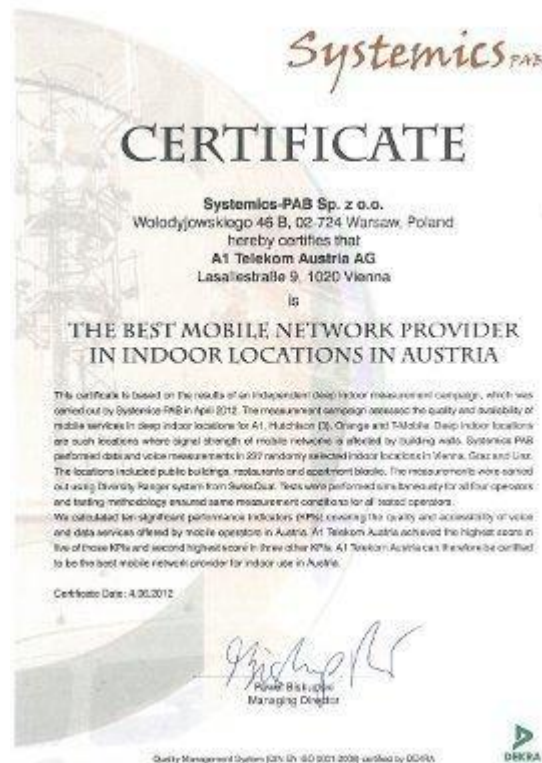 Systemics PAB
CERTIFICATE
Systemics-PAB Sp. z o.o.
Wolodyjowskiego 46 B, 02-724 Warsaw, Poland
hereby certifies that
A1 Telekom Austria AG
Lasallestraße 9, 1020 Vienna
is
THE BEST MOBILE NETWORK PROVIDER
IN INDOOR LOCATIONS IN AUSTRIA
This certificate is based on the results of an independent deep indoor measurement campaign, which was
carried out by Systemics-PAB in April 2012. The measurement campaign assessed the quality and availability of
mobile services in deep indoor locations for A1, Hutchison (3), Orange and T-Mobile. Deep indoor locations
are such locations where signal strength of mobile networks is affected by building walls. Systemics PAB
performed data and voice measurements in randomly selected indoor locations in Vienna, Graz and Linz.
The locations included public buildings, restaurants and apartment blocks. The measurements were carried
out using Diversity Ranger system from SwissQual. Tests were performed simultaneously for all four operators
and testing methodology ensured same measurement conditions for all tested operators.
We calculated ten significant performance indicators (KPIs) covering the quality and accessibility of voice
and data services offered by mobile operators in Austria. A1 Telekom Austria achieved the highest score in
five of those KPIs and second highest score in three other KPIs. A1 Telekom Austria can therefore be certified
to be the best mobile network provider for indoor use in Austria.
Certificate Date: 4.06.2012
Managing Director
Quality Management System (DIN EN ISO 9001:2008) certified by DEKRA
DEKRA